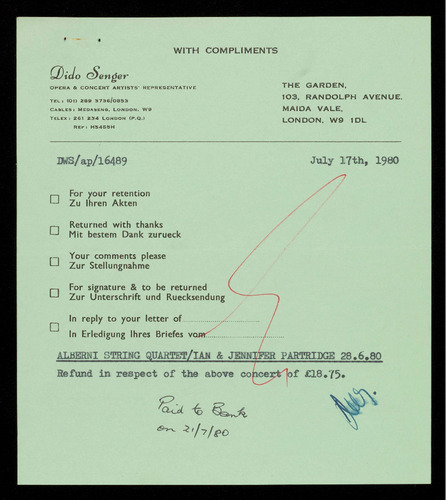 WITH COMPLIMENTS
Dido Senger
OPERA & CONCERT ARTISTS' REPRESENTATIVE
TEL: (01) 289 3736/0953
CABLES: MEDASENG, LONDON, W9
TELEX: 251 234 LONDON (P.Q.)
REF: HS455H
THE GARDEN,
103, RANDOLPH AVENUE,
MAIDA VALE,
LONDON, W9 1DL
DWS/ap/16489
July 17th, 1980
For your retention
Zu Ihren Akten
Returned with thanks
Mit bestem Dank zurueck
Your comments please
Zur Stellungnahme
For signature & to be returned
Zur Unterschrift und Ruecksendung
In reply to your letter of
In Erledigung Ihres Briefes vom
ALBERNI STRING QUARTET/IAN & JENNIFER PARTRIDGE 28.6.80
Refund in respect of the above concert of £18.75.
Paid to Bank
on 21/7/80